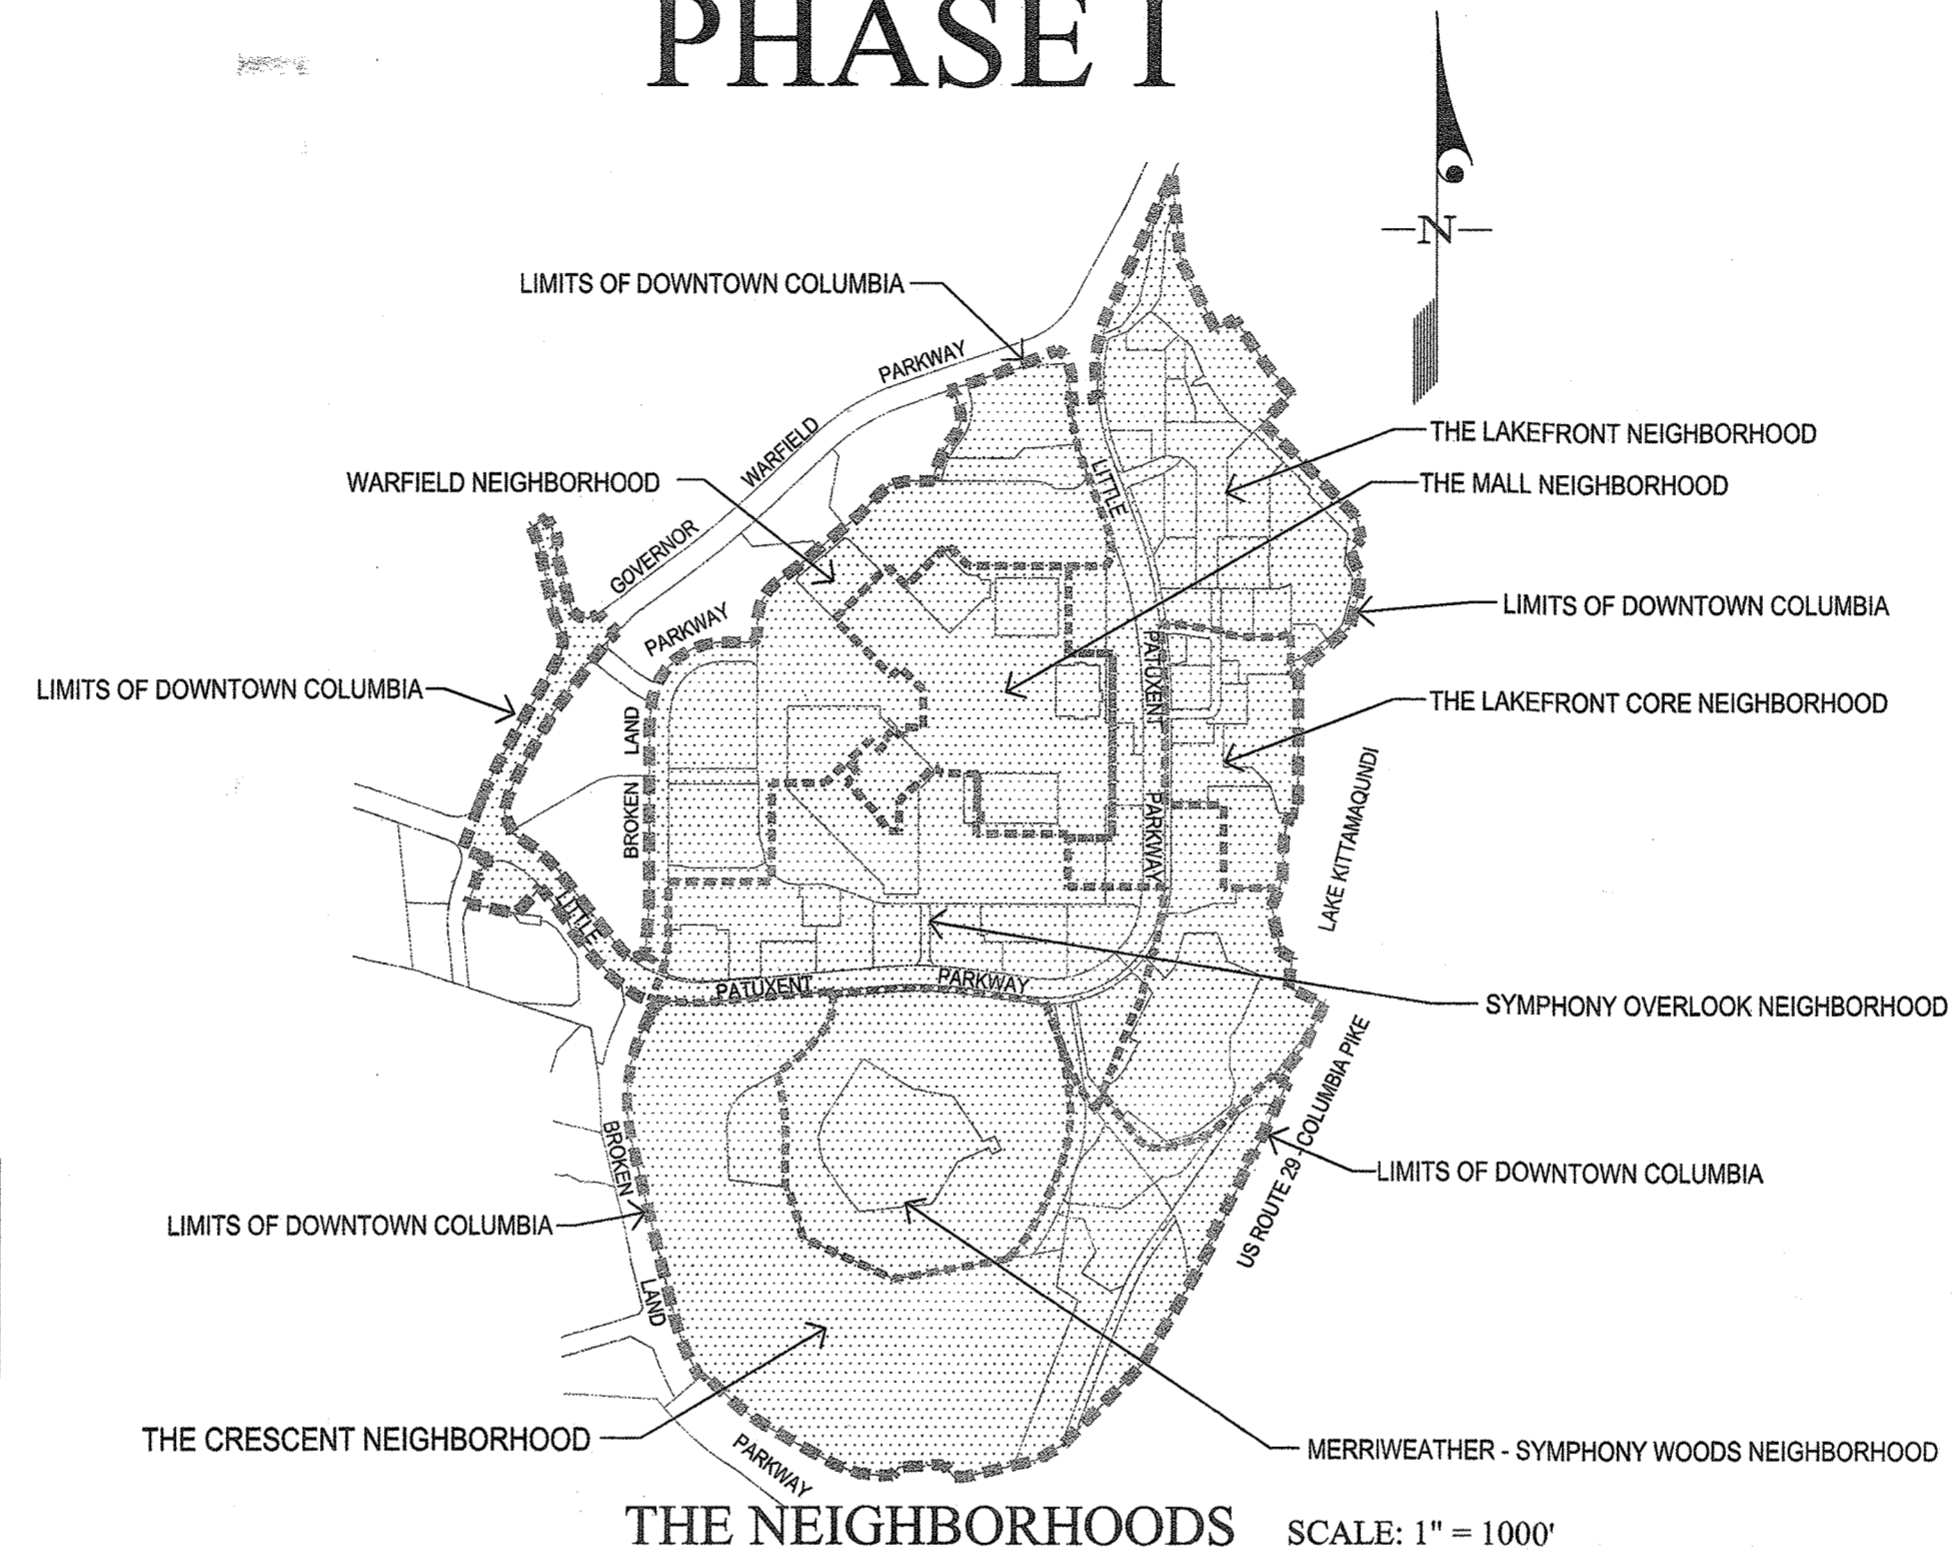 PHASE I
N
LIMITS OF DOWNTOWN COLUMBIA
PARKWAY
WARFIELD
GOVERNOR
THE LAKEFRONT NEIGHBORHOOD
WARFIELD NEIGHBORHOOD
THE MALL NEIGHBORHOOD
LITTLE
LIMITS OF DOWNTOWN COLUMBIA
PARKWAY
PATUXENT
LIMITS OF DOWNTOWN COLUMBIA
LAND
BROKEN
THE LAKEFRONT CORE NEIGHBORHOOD
PARKWAY
LAKE KITTAMAQUNDI
LITTLE
PATUXENT
PARKWAY
SYMPHONY OVERLOOK NEIGHBORHOOD
US ROUTE 29 - COLUMBIA PIKE
BROKEN
LIMITS OF DOWNTOWN COLUMBIA
LIMITS OF DOWNTOWN COLUMBIA
LAND
THE CRESCENT NEIGHBORHOOD
PARKWAY
MERRIWEATHER - SYMPHONY WOODS NEIGHBORHOOD
THE NEIGHBORHOODS
SCALE: 1" = 1000'